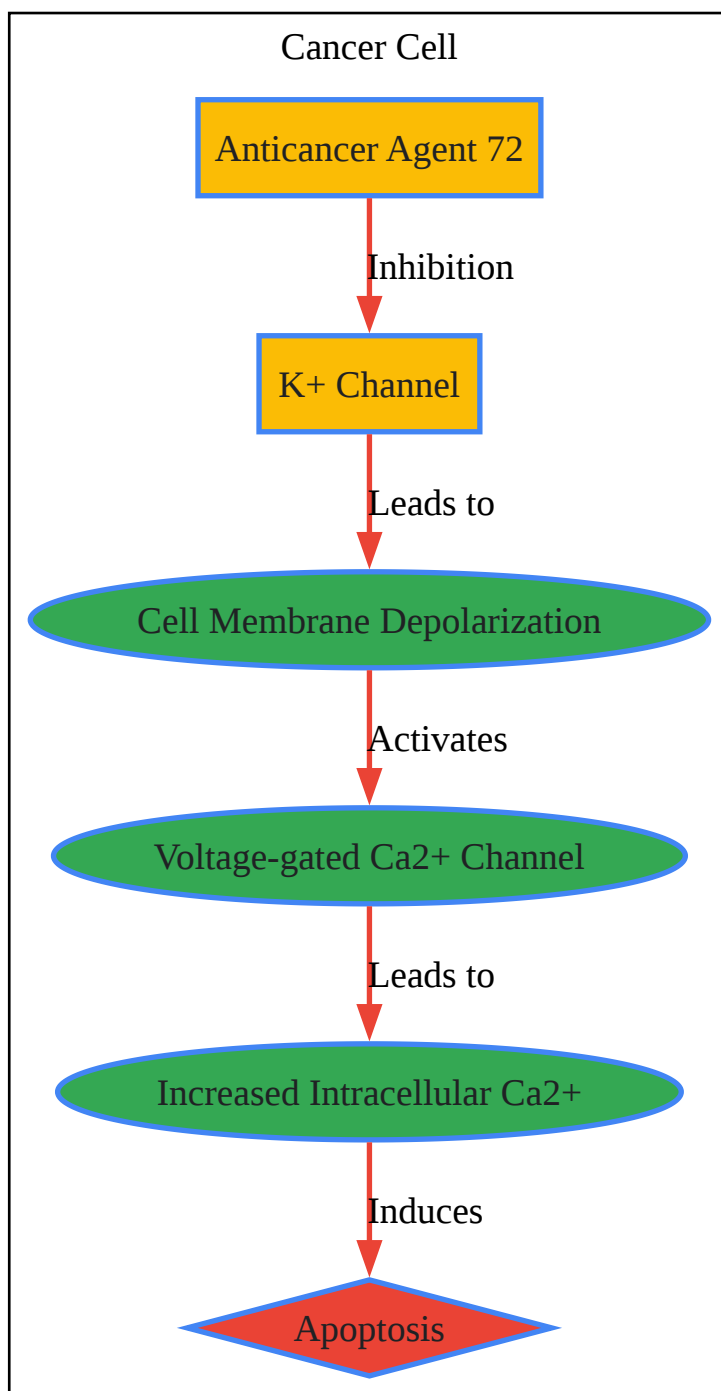 Cancer Cell
Anticancer Agent 72
Inhibition
K+ Channel
Leads to
Cell Membrane Depolarization
Activates
Voltage-gated Ca2+ Channel
Leads to
Increased Intracellular Ca2+
Induces
Apoptosis